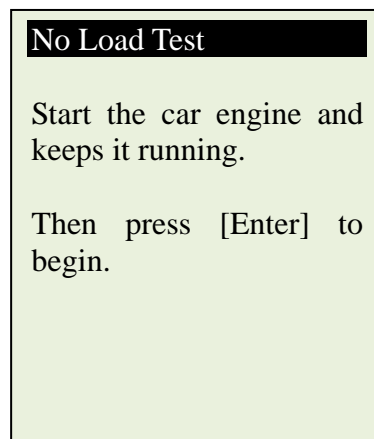 No Load Test
Start the car engine and
keeps it running.
Then press [Enter] to
begin.